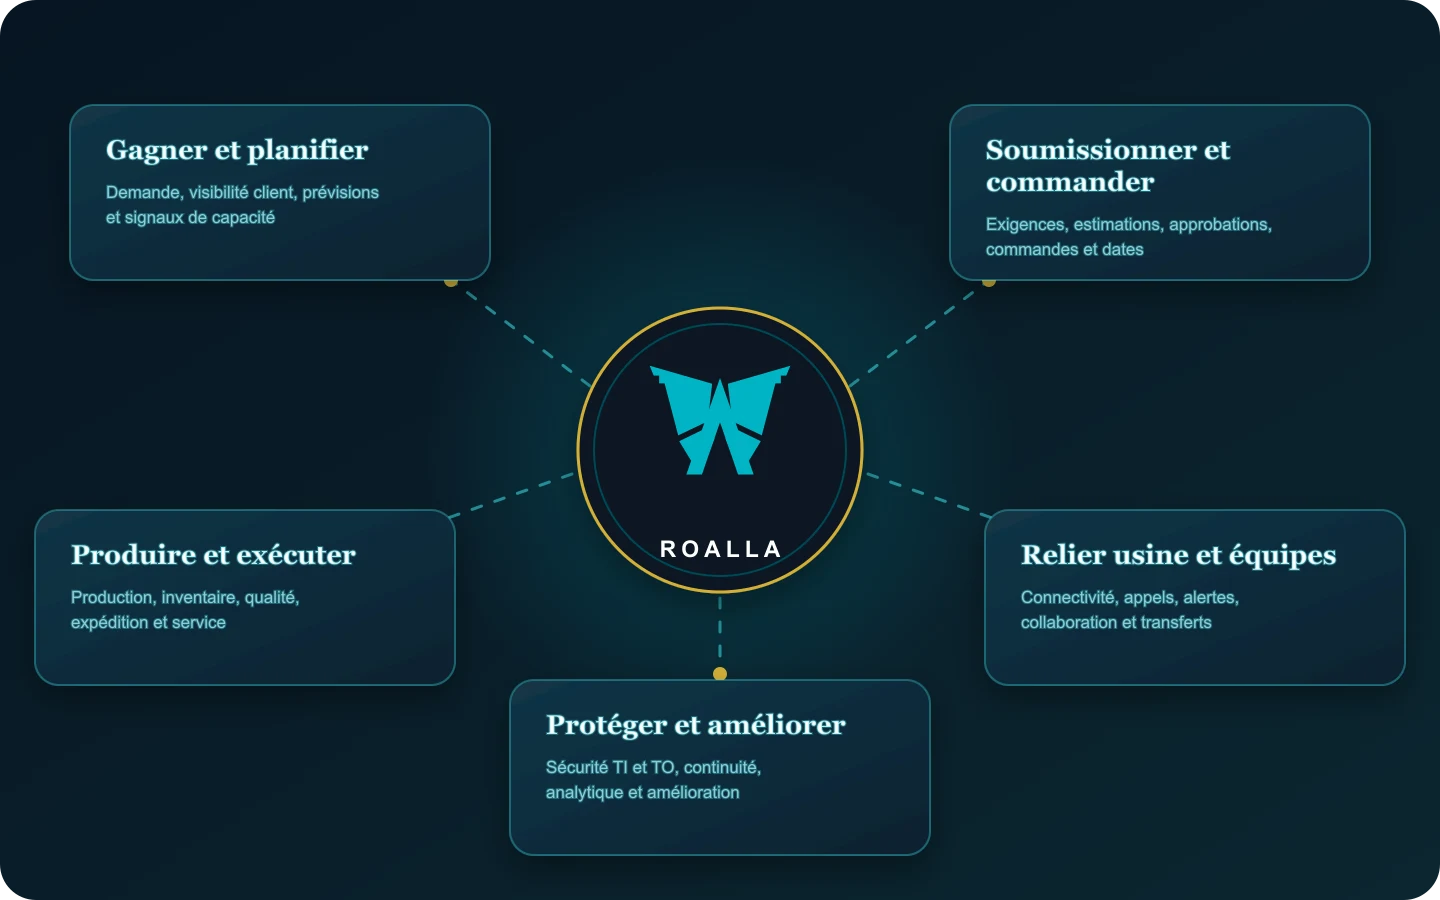 Gagner et planifier
Demande, visibilité client, prévisions
et signaux de capacité
Soumissionner et
commander
Exigences, estimations, approbations,
commandes et dates
ROALLA
Produire et exécuter
Production, inventaire, qualité,
expédition et service
Relier usine et équipes
Connectivité, appels, alertes,
collaboration et transferts
Protéger et améliorer
Sécurité TI et TO, continuité,
analytique et amélioration